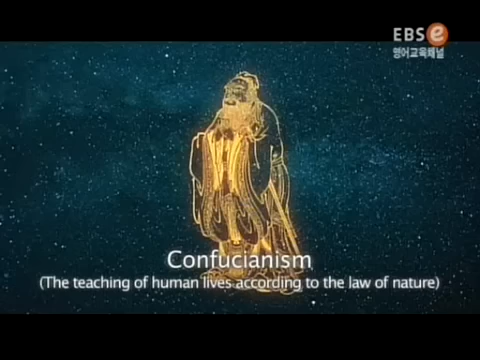 EBS e
영어교육채널
Confucianism
(The teaching of human lives according to the law of nature)